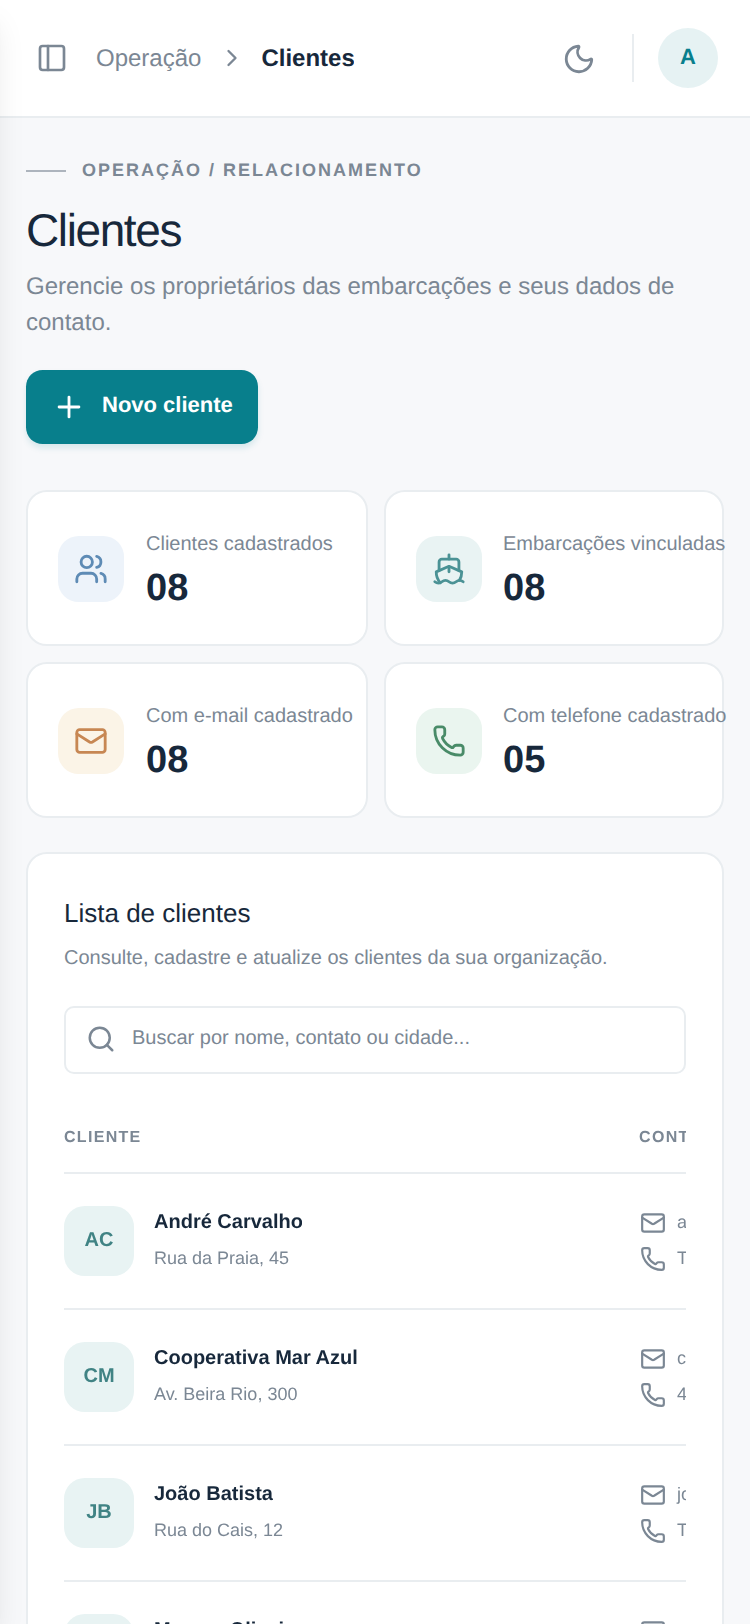 Operação > Clientes
A
OPERAÇÃO / RELACIONAMENTO
Clientes
Gerencie os proprietários das embarcações e seus dados de
contato.
Novo cliente
Clientes cadastrados
08
Embarcações vinculadas
08
Com e-mail cadastrado
08
Com telefone cadastrado
05
Lista de clientes
Consulte, cadastre e atualize os clientes da sua organização.
Buscar por nome, contato ou cidade...
CLIENTE CONT
AC
André Carvalho
Rua da Praia, 45
a
T
CM
Cooperativa Mar Azul
Av. Beira Rio, 300
c
4
JB
João Batista
Rua do Cais, 12
jo
T